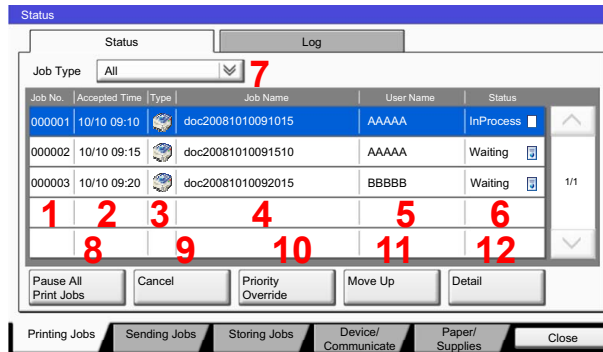 Status
Status Log
Job Type All 7
Job No. Accepted Time Type Job Name User Name Status
000001 10/10 09:10 doc20081010091015 AAAAA InProcess
000002 10/10 09:15 doc20081010091510 AAAAA Waiting
000003 10/10 09:20 doc20081010092015 BBBBB Waiting 1/1
1 2 3 4 5 6
8 9 10 11 12
Pause All
Print Jobs
Cancel
Priority
Override
Move Up
Detail
Printing Jobs
Sending Jobs
Storing Jobs
Device/
Communicate
Paper/
Supplies
Close